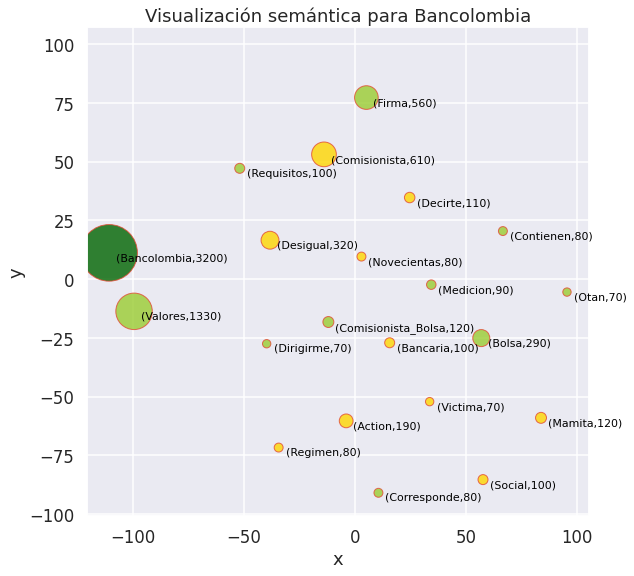 Visualización semántica para Bancolombia
100
75
50
25
0
−25
−50
−75
−100
y
(Firma,560)
(Comisionista,610)
(Requisitos,100)
(Decirte,110)
(Contienen,80)
(Desigual,320)
(Bancolombia,3200)
(Novecientas,80)
(Medicion,90)
(Otan,70)
(Valores,1330)
(Comisionista_Bolsa,120)
(Dirigirme,70)
(Bancaria,100)
(Bolsa,290)
(Victima,70)
(Action,190)
(Mamita,120)
(Regimen,80)
(Social,100)
(Corresponde,80)
−100
−50
0
50
100
x